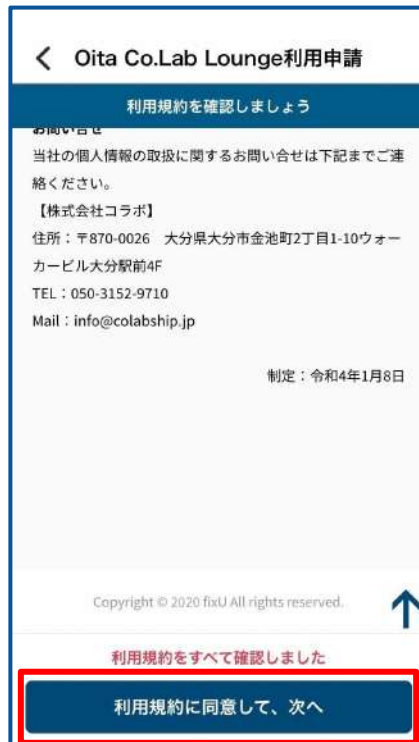 Oita Co.Lab Lounge利用申請
利用規約を確認しましょう
お問い合せ
当社の個人情報の取扱に関するお問い合せは下記までご連
絡ください。
【株式会社コラボ】
住所：〒870-0026　大分県大分市金池町2丁目1-10ウォー
カービル大分駅前4F
TEL：050-3152-9710
Mail：info@colabship.jp
制定：令和4年1月8日
Copyright © 2020 fixU All rights reserved.
利用規約をすべて確認しました
利用規約に同意して、次へ